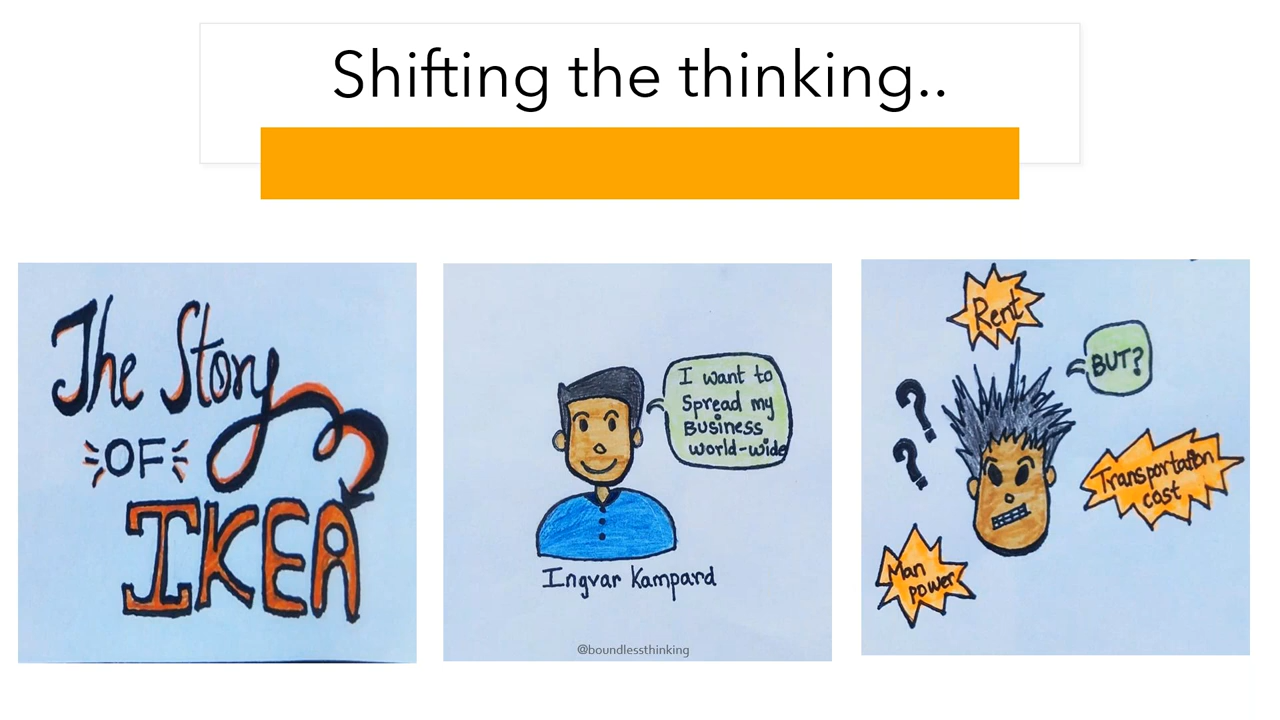 Shifting the thinking..
The Story
OF
IKEA
I want to
Spread my
Business
world-wide
Ingvar Kampard
@boundlessthinking
Rent
BUT?
??
Transportation
cost
Man
power